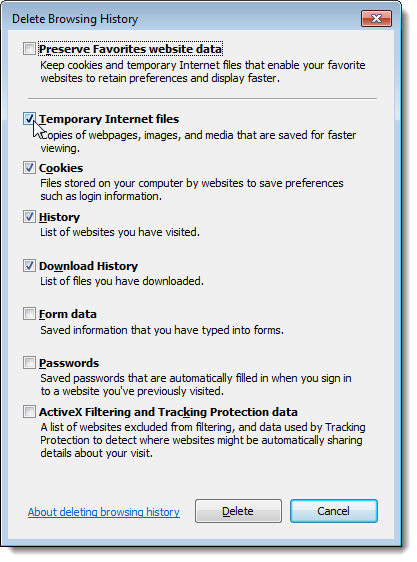 Delete Browsing History
Preserve Favorites website data
Keep cookies and temporary Internet files that enable your favorite
websites to retain preferences and display faster.
Temporary Internet files
Copies of webpages, images, and media that are saved for faster
viewing.
Cookies
Files stored on your computer by websites to save preferences
such as login information.
History
List of websites you have visited.
Download History
List of files you have downloaded.
Form data
Saved information that you have typed into forms.
Passwords
Saved passwords that are automatically filled in when you sign in
to a website you've previously visited.
ActiveX Filtering and Tracking Protection data
A list of websites excluded from filtering, and data used by Tracking
Protection to detect where websites might be automatically sharing
details about your visit.
About deleting browsing history
Delete
Cancel